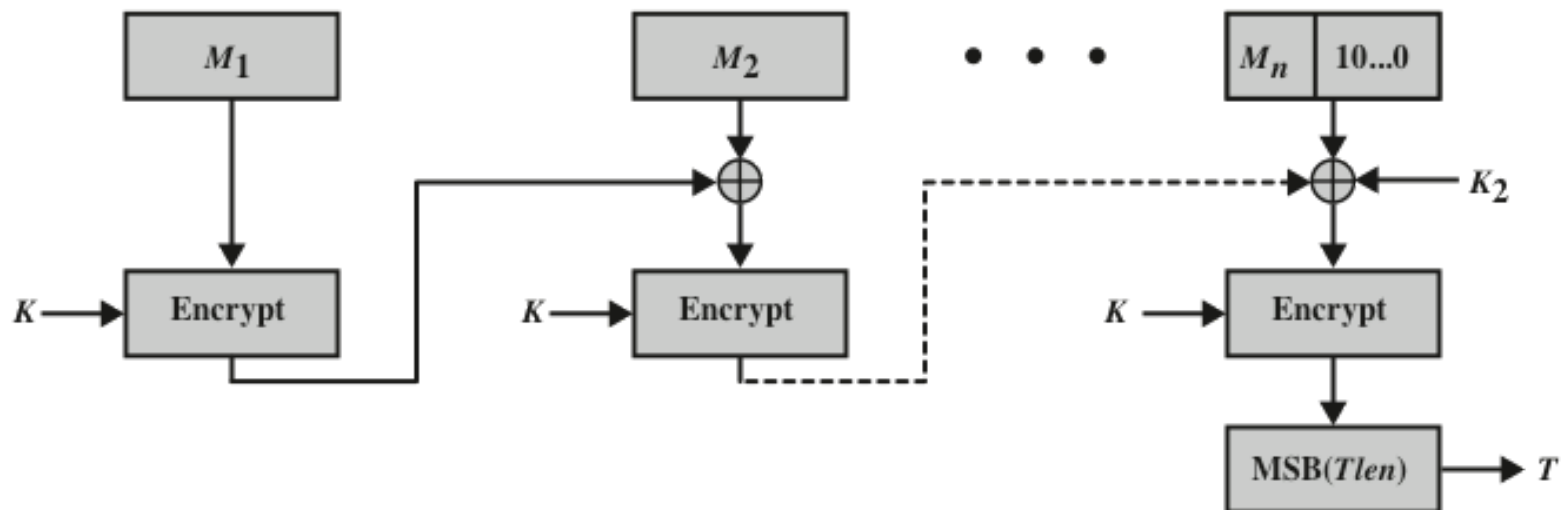 M1 M2 Mn 10...0
K2
K Encrypt K Encrypt K Encrypt
MSB(Tlen) T